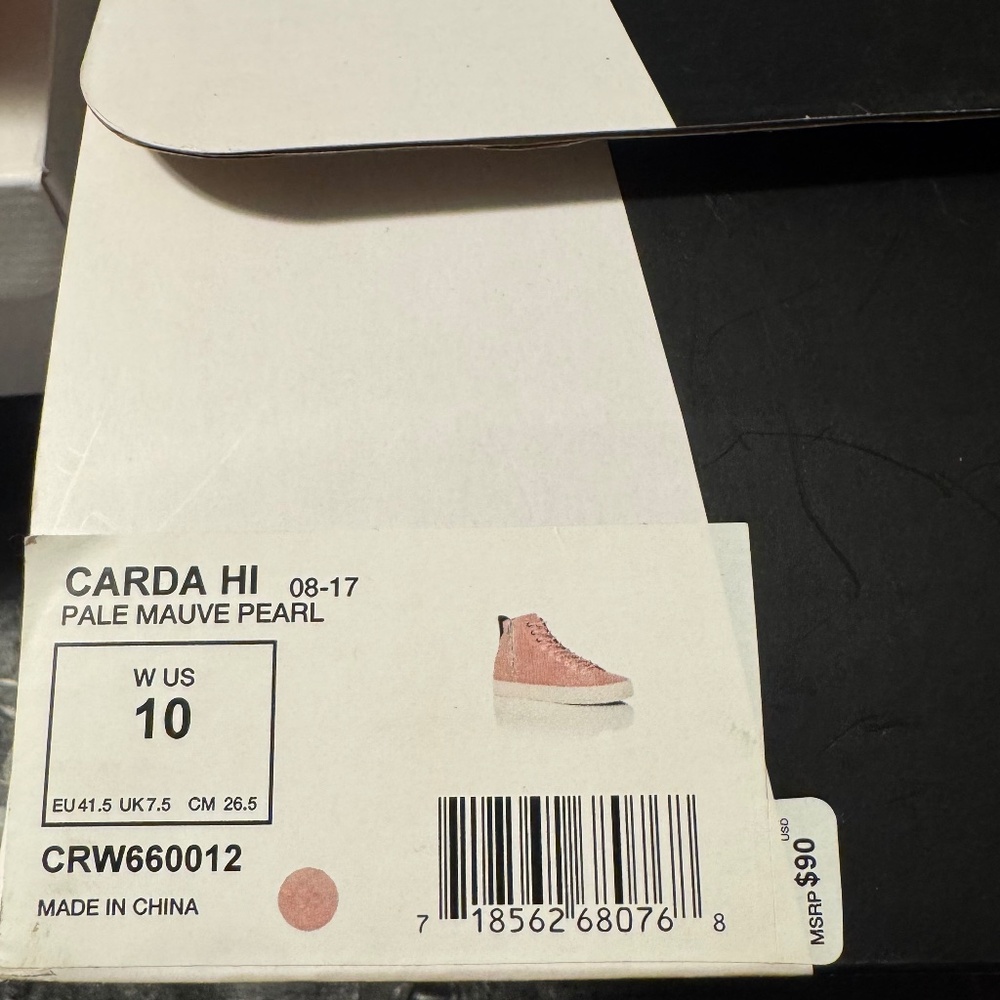 CARDA HI 08-17
PALE MAUVE PEARL
W US
10
EU 41.5 UK 7.5 CM 26.5
CRW660012
MADE IN CHINA
7 18562 68076 8
MSRP $90 USD